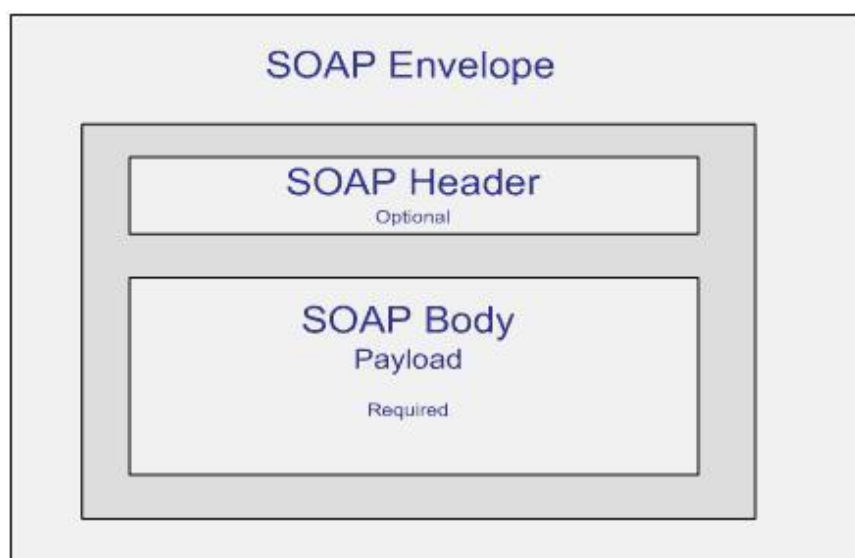 SOAP Envelope
SOAP Header
Optional
SOAP Body
Payload
Required